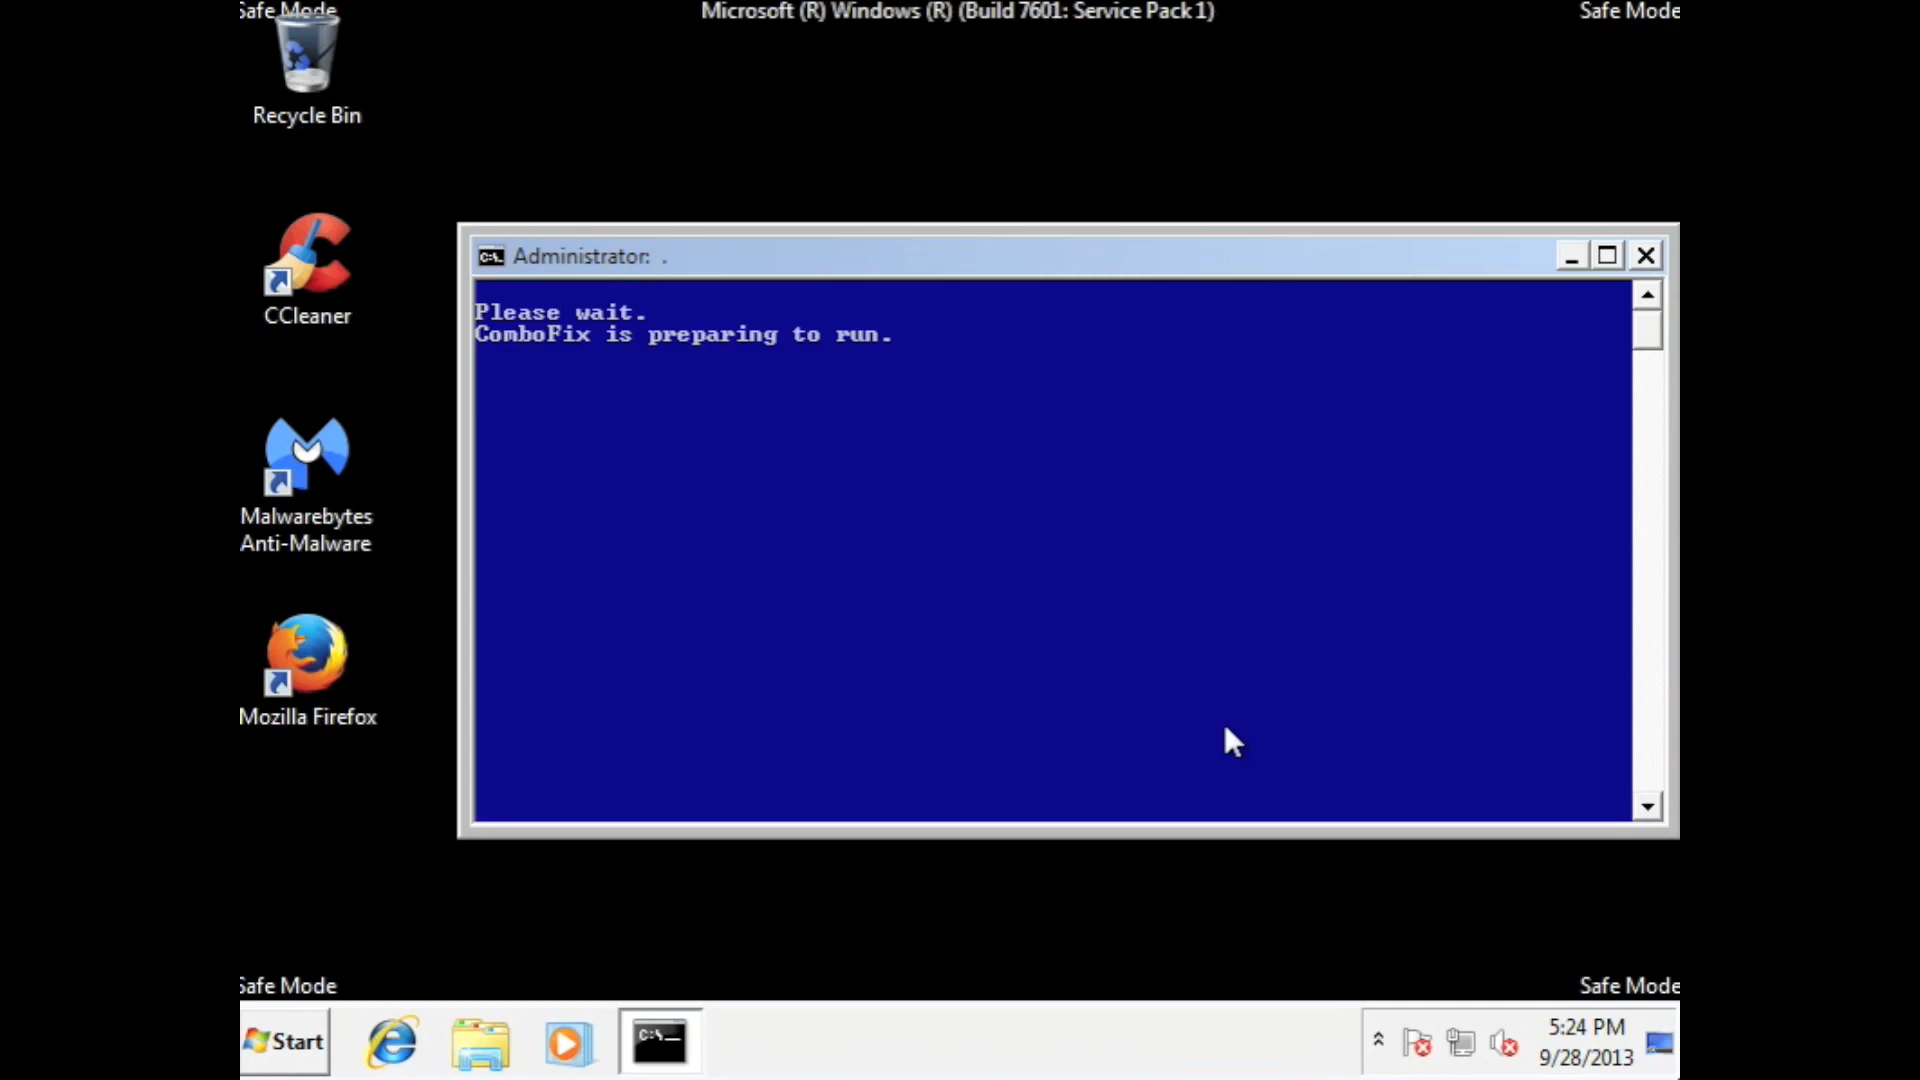 Safe Mode
Microsoft (R) Windows (R) (Build 7601: Service Pack 1)
Safe Mode
Recycle Bin
CCleaner
Malwarebytes
Anti-Malware
Mozilla Firefox
Administrator: .
Please wait.
ComboFix is preparing to run.
Safe Mode
Safe Mode
Start
C:\
5:24 PM
9/28/2013